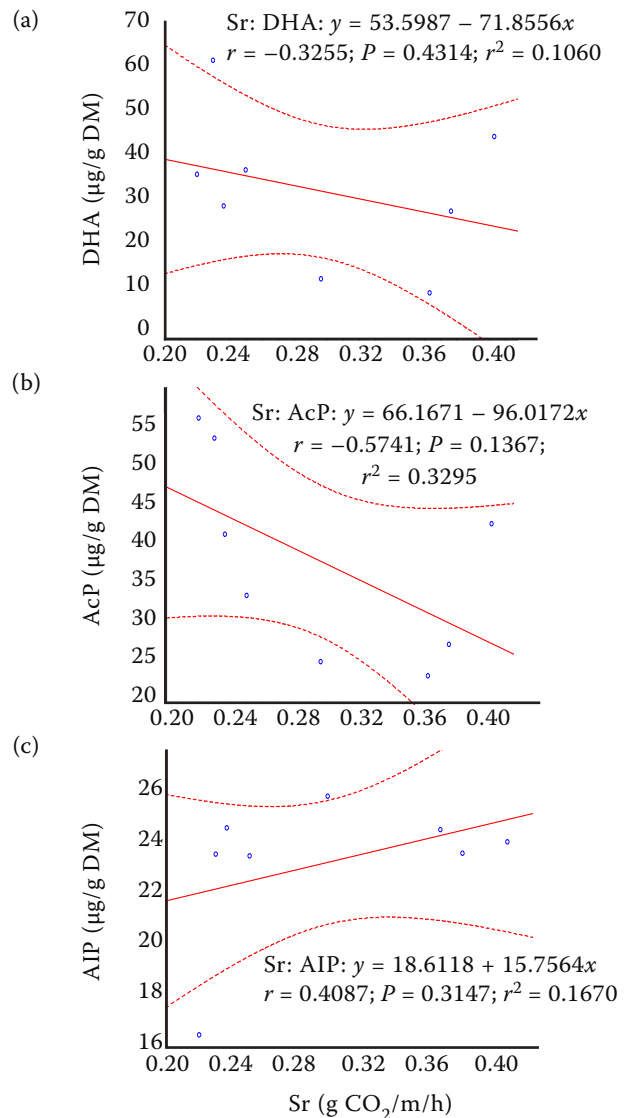 (a)
70
60
50
40
30
20
10
0
DHA (µg/g DM)
Sr: DHA: y = 53.5987 – 71.8556x
r = –0.3255; P = 0.4314; r² = 0.1060
0.20 0.24 0.28 0.32 0.36 0.40
(b)
55
50
45
40
35
30
25
20
AcP (µg/g DM)
Sr: AcP: y = 66.1671 – 96.0172x
r = –0.5741; P = 0.1367;
r² = 0.3295
0.20 0.24 0.28 0.32 0.36 0.40
(c)
26
24
22
20
18
16
AIP (µg/g DM)
Sr: AIP: y = 18.6118 + 15.7564x
r = 0.4087; P = 0.3147; r² = 0.1670
0.20 0.24 0.28 0.32 0.36 0.40
Sr (g CO₂/m/h)